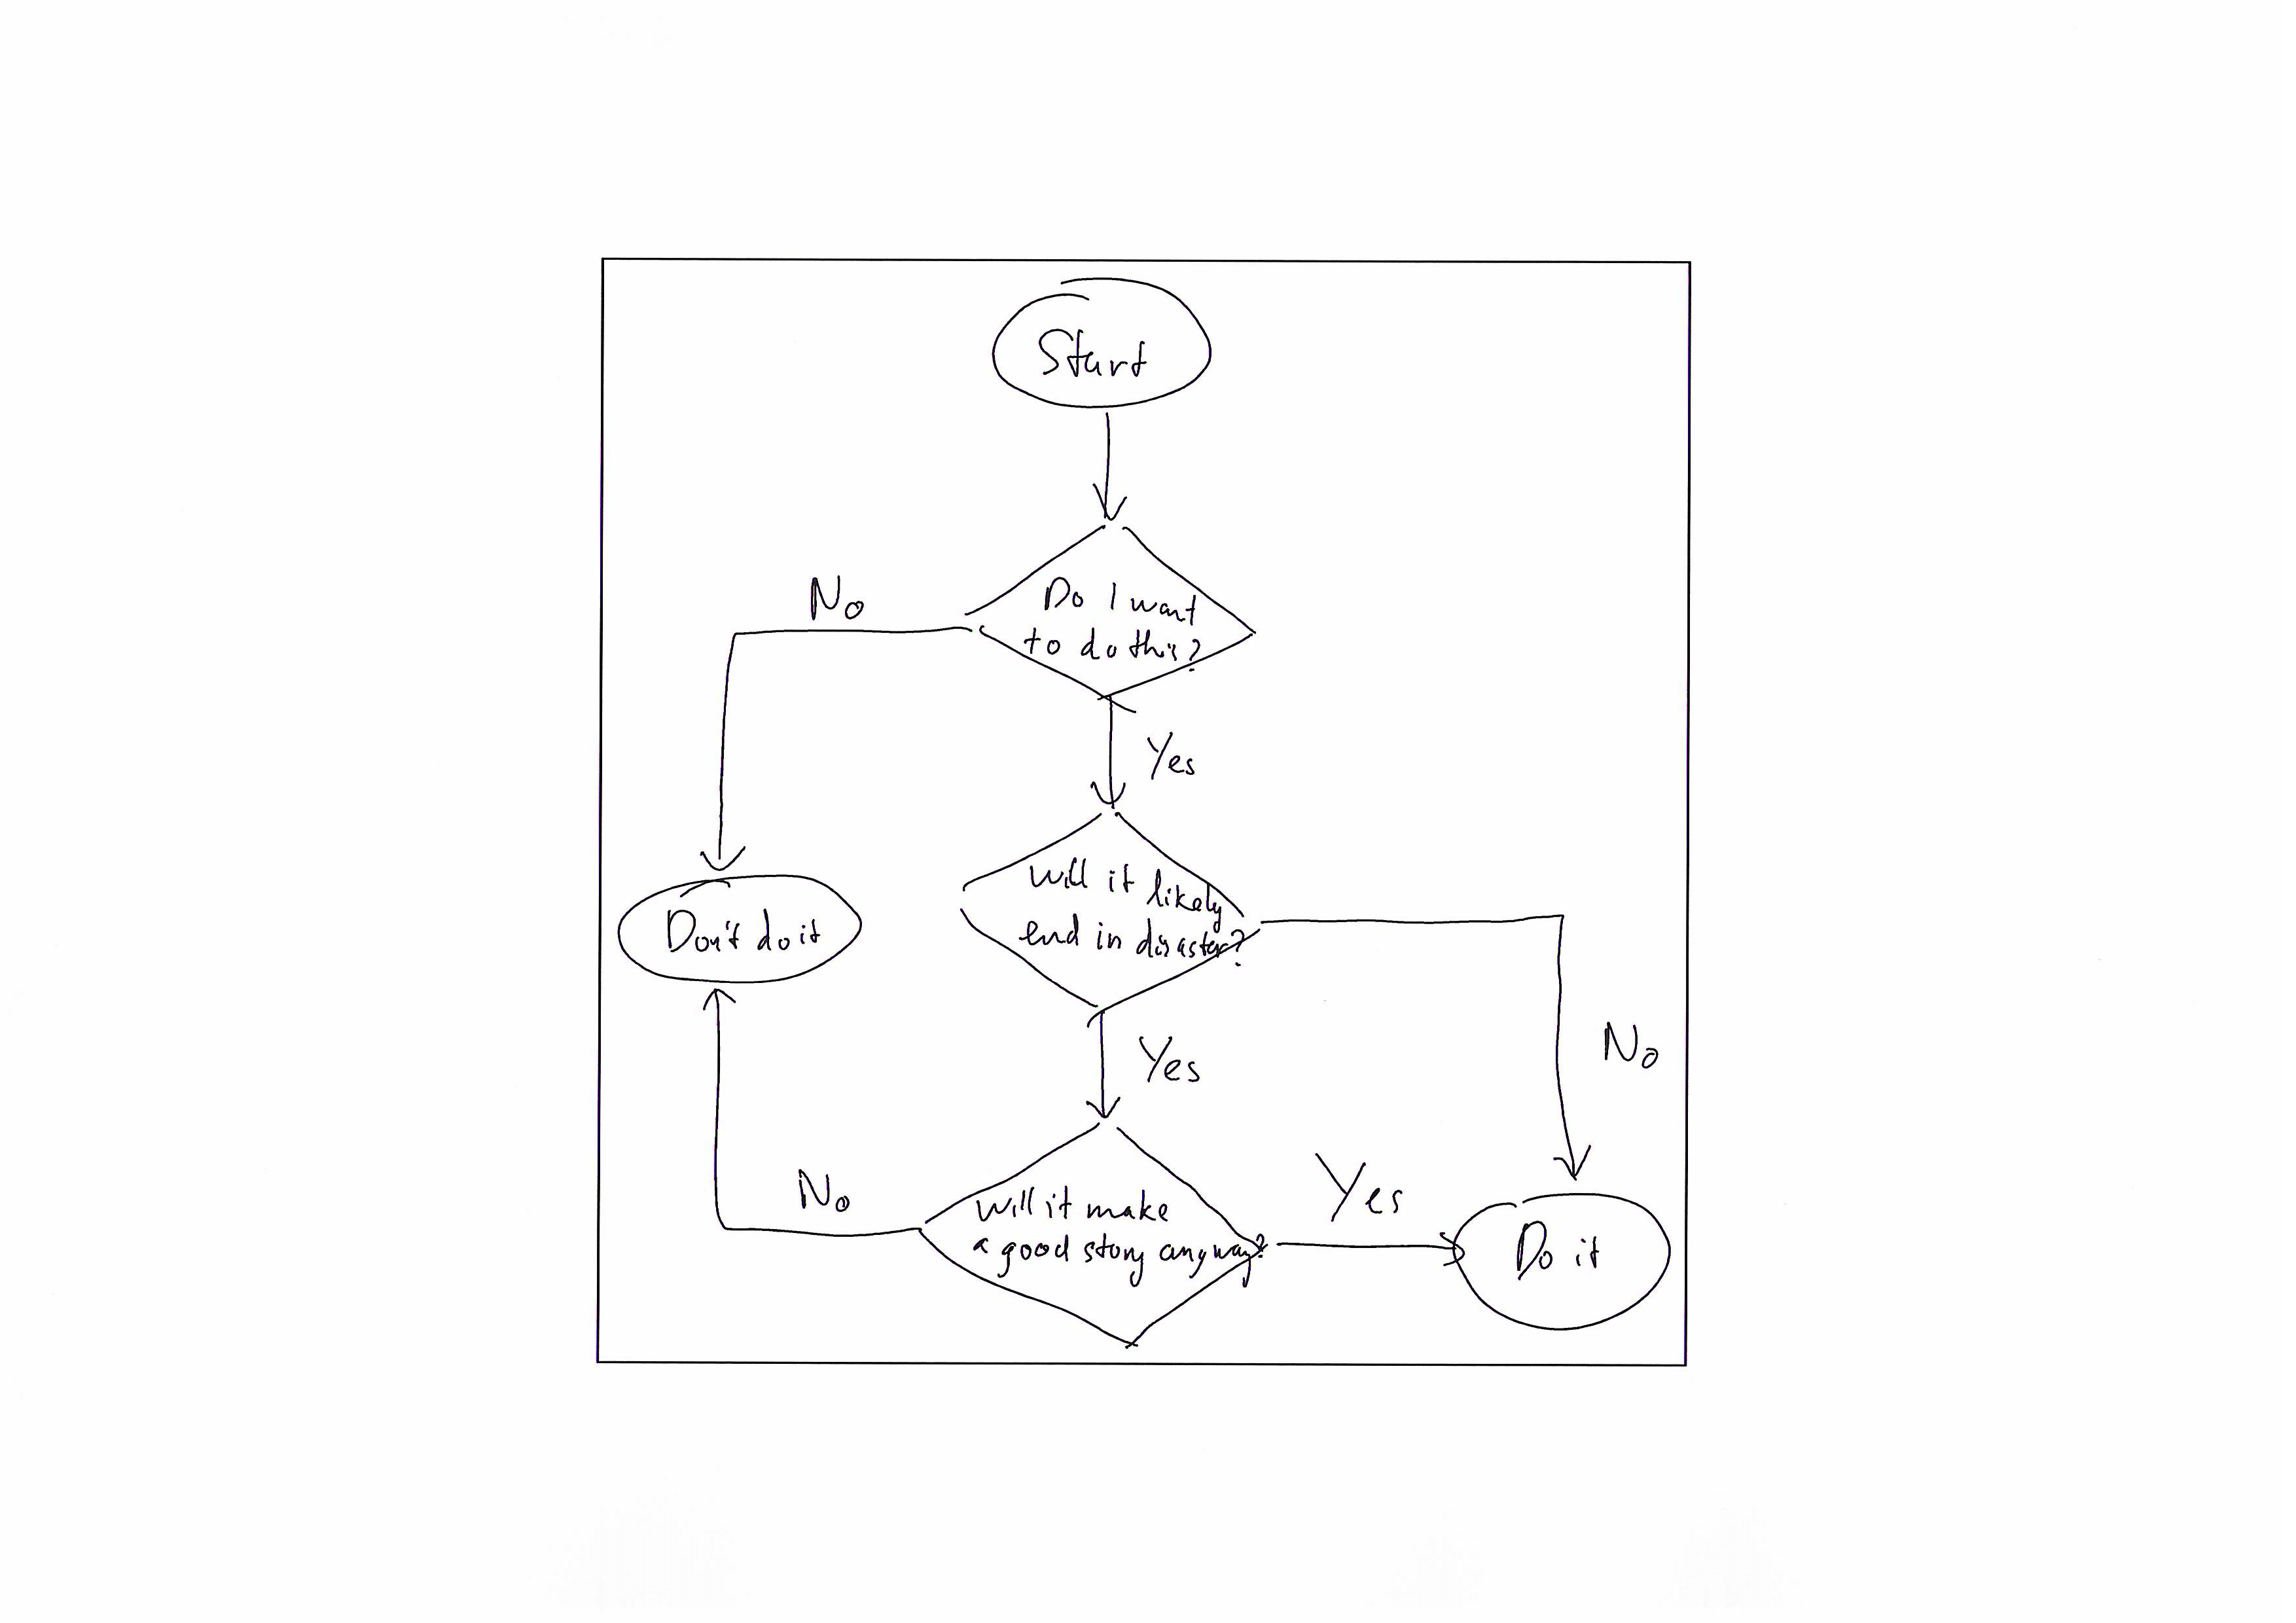 Start
Do I want
to do this?
No
Yes
Will it likely
end in disaster?
Don't do it
No
Yes
Will it make
a good story anyway?
No
Yes
Do it